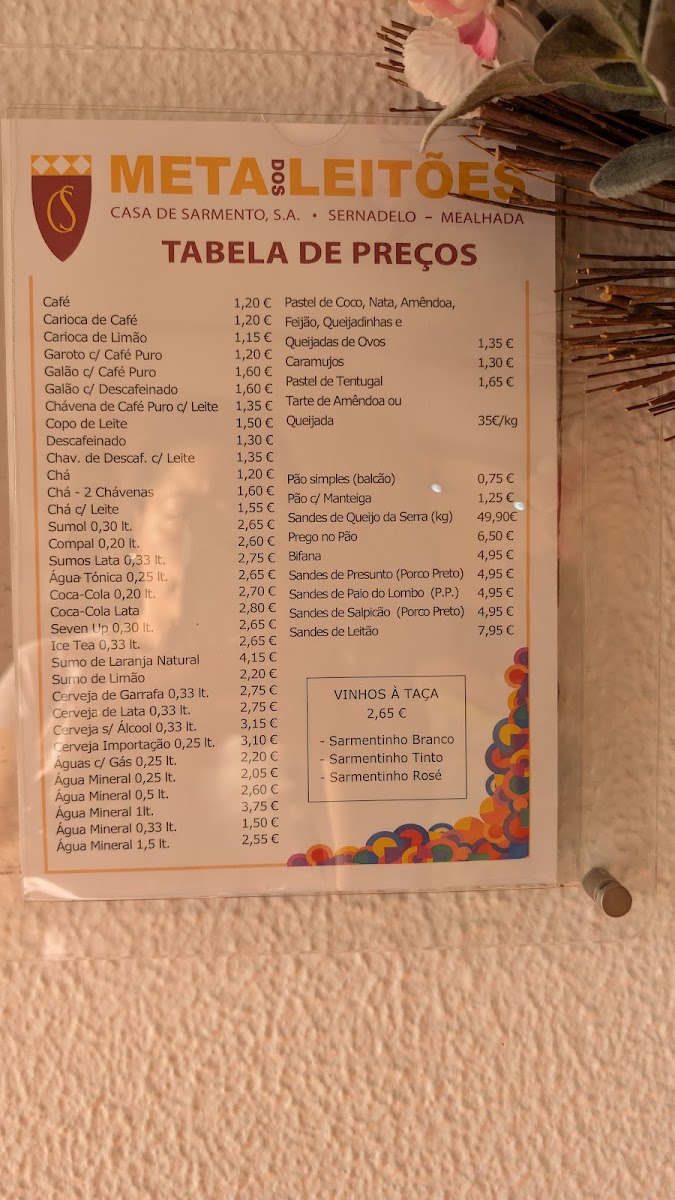 META DOS LEITÕES
CASA DE SARMENTO, S.A. • SERNADELO - MEALHADA
TABELA DE PREÇOS
Café 1,20 €
Carioca de Café 1,20 €
Carioca de Limão 1,15 €
Garoto c/ Café Puro 1,20 €
Galão c/ Café Puro 1,60 €
Galão c/ Descafeinado 1,60 €
Chávena de Café Puro c/ Leite 1,35 €
Copo de Leite 1,50 €
Descafeinado 1,30 €
Chav. de Descaf. c/ Leite 1,35 €
Chá 1,20 €
Chá - 2 Chávenas 1,60 €
Chá c/ Leite 1,55 €
Sumol 0,30 lt. 2,65 €
Compal 0,20 lt. 2,60 €
Sumos Lata 0,33 lt. 2,75 €
Água Tónica 0,25 lt. 2,65 €
Coca-Cola 0,20 lt. 2,70 €
Coca-Cola Lata 2,80 €
Seven Up 0,30 lt. 2,65 €
Ice Tea 0,33 lt. 2,65 €
Sumo de Laranja Natural 4,15 €
Sumo de Limão 2,20 €
Cerveja de Garrafa 0,33 lt. 2,75 €
Cerveja de Lata 0,33 lt. 2,75 €
Cerveja s/ Álcool 0,33 lt. 3,15 €
Cerveja Importação 0,25 lt. 3,10 €
Águas c/ Gás 0,25 lt. 2,20 €
Água Mineral 0,25 lt. 2,05 €
Água Mineral 0,5 lt. 2,60 €
Água Mineral 1lt. 3,75 €
Água Mineral 0,33 lt. 1,50 €
Água Mineral 1,5 lt. 2,55 €
Pastel de Coco, Nata, Amêndoa,
Feijão, Queijadinhas e
Queijadas de Ovos 1,35 €
Caramujos 1,30 €
Pastel de Tentugal 1,65 €
Tarte de Amêndoa ou
Queijada 35€/kg
Pão simples (balcão) 0,75 €
Pão c/ Manteiga 1,25 €
Sandes de Queijo da Serra (kg) 49,90€
Prego no Pão 6,50 €
Bifana 4,95 €
Sandes de Presunto (Porco Preto) 4,95 €
Sandes de Paio do Lombo (P.P.) 4,95 €
Sandes de Salpicão (Porco Preto) 4,95 €
Sandes de Leitão 7,95 €
VINHOS À TAÇA
2,65 €
- Sarmentinho Branco
- Sarmentinho Tinto
- Sarmentinho Rosé